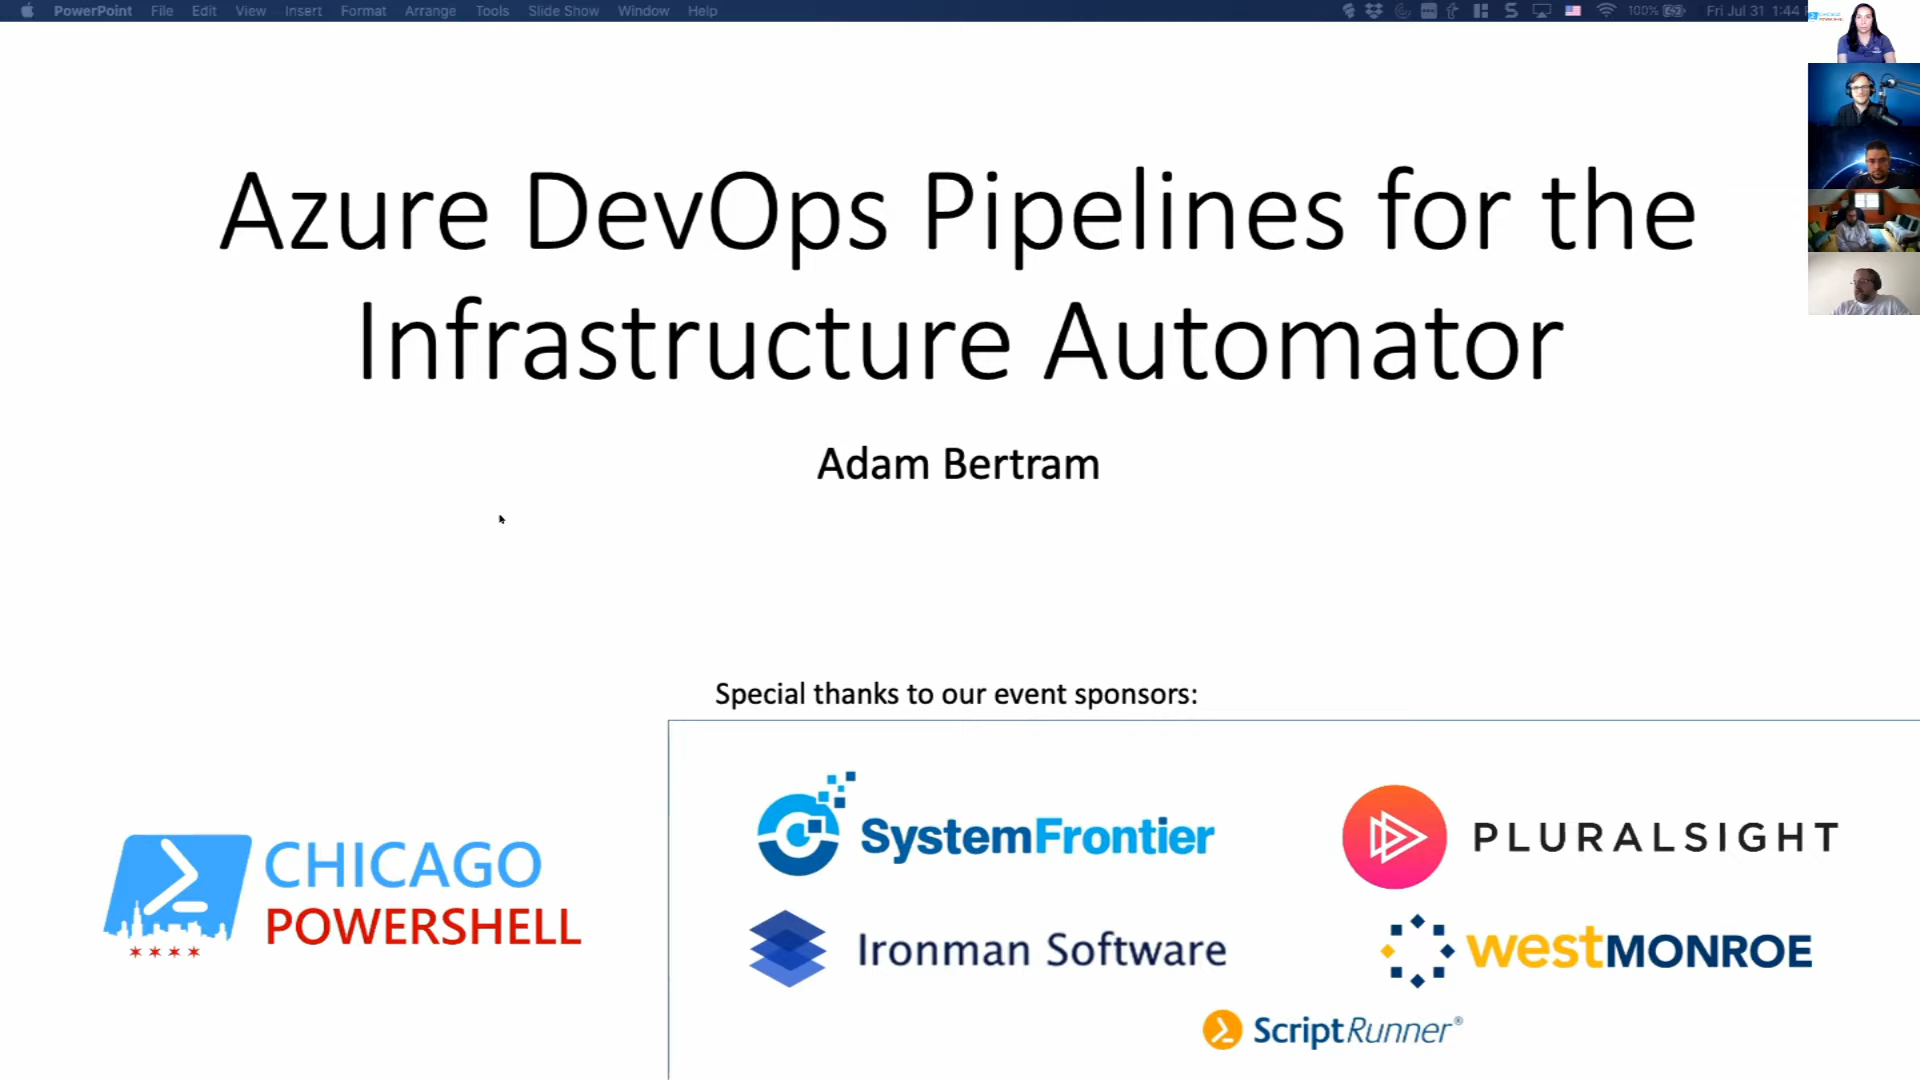 PowerPoint File Edit View Insert Format Arrange Tools Slide Show Window Help
100% Fri Jul 31 1:44
Azure DevOps Pipelines for the
Infrastructure Automator
Adam Bertram
Special thanks to our event sponsors:
CHICAGO
POWERSHELL
SystemFrontier
PLURALSIGHT
Ironman Software
westMONROE
ScriptRunner®